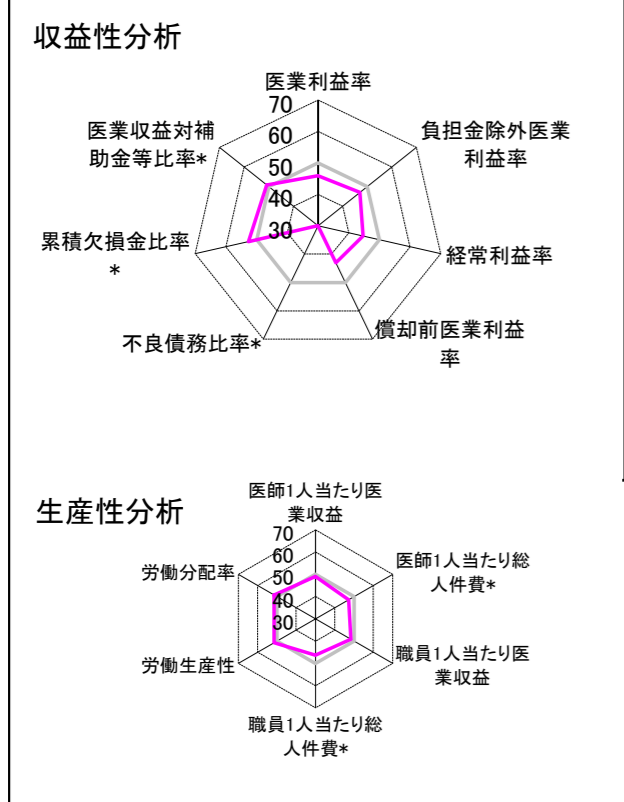 収益性分析
医業利益率
70
60
50
40
30
負担金除外医業
利益率
経常利益率
償却前医業利益
率
不良債務比率*
累積欠損金比率
*
医業収益対補
助金等比率*
生産性分析
医師1人当たり医
業収益
70
60
50
40
30
医師1人当たり総
人件費*
職員1人当たり医
業収益
職員1人当たり総
人件費*
労働生産性
労働分配率